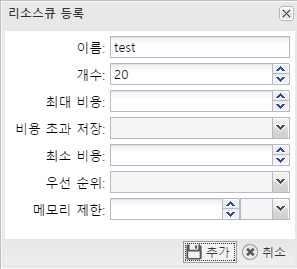 리소스큐 등록
이름: test
개수: 20
최대 비용:
비용 초과 저장:
최소 비용:
우선 순위:
메모리 제한:
추가 취소